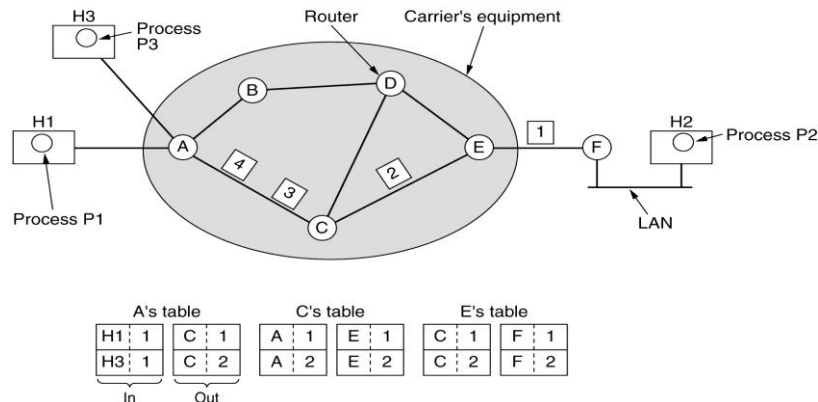 H3
Process
P3
Router
Carrier's equipment
B
D
H1
A
E
1
F
H2
Process P2
4
3
2
C
Process P1
LAN
A's table
C's table
E's table
H1 1 C 1 A 1 E 1 C 1 F 1
H3 1 C 2 A 2 E 2 C 2 F 2
In
Out